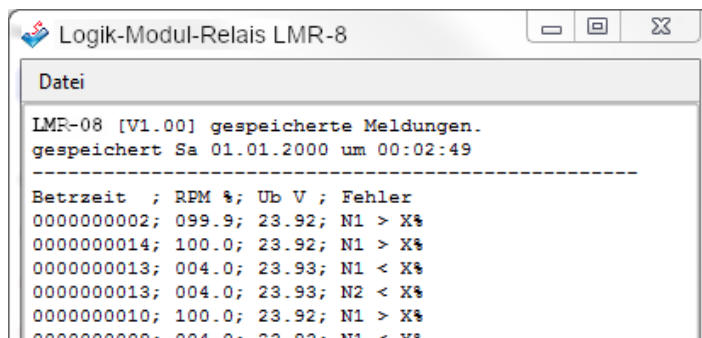 Logik-Modul-Relais LMR-8
Datei
LMR-08 [V1.00] gespeicherte Meldungen.
gespeichert Sa 01.01.2000 um 00:02:49
---------------------------------------------------
Betrzeit  ; RPM %; Ub V ; Fehler
0000000002; 099.9; 23.92; N1 > X%
0000000014; 100.0; 23.92; N1 > X%
0000000013; 004.0; 23.93; N1 < X%
0000000013; 004.0; 23.93; N2 < X%
0000000010; 100.0; 23.92; N1 > X%